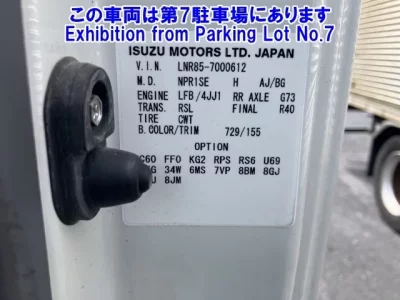 この車両は第7駐車場にあります
Exhibition from Parking Lot No.7
ISUZU MOTORS LTD. JAPAN
V.I.N. LNR85-7000612
M.D. NPR1SE H AJ/BG
ENGINE LFB/4JJ1 RR AXLE G73
TRANS. RSL FINAL R40
TIRE CWT
B.COLOR/TRIM 729/155
OPTION
C60 FF0 KG2 RPS RS6 U69
34W 6MS 7VP 8BM 8GJ
8JM